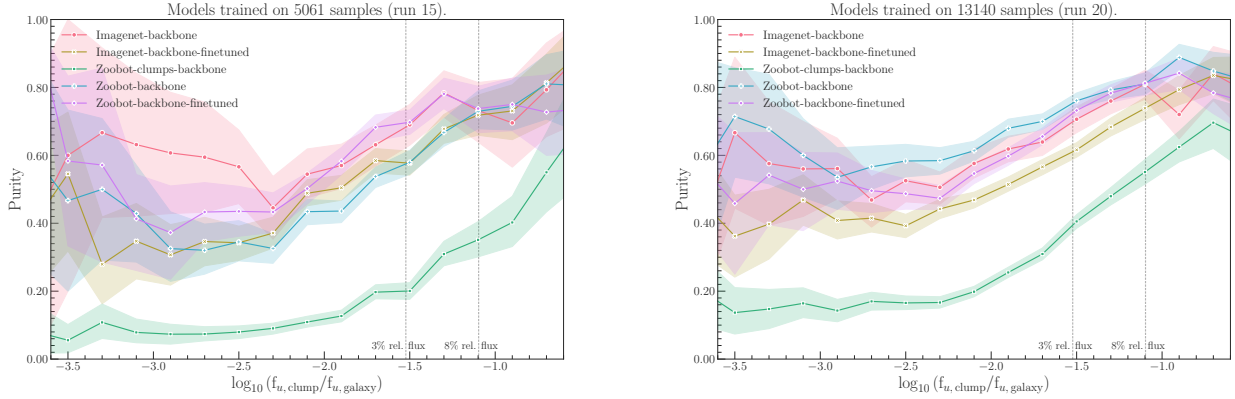 Models trained on 5061 samples (run 15).
1.00
0.80
0.60
0.40
0.20
0.00
Purity
Imagenet-backbone
Imagenet-backbone-finetuned
Zoobot-clumps-backbone
Zoobot-backbone
Zoobot-backbone-finetuned
3% rel. flux
8% rel. flux
−3.5 −3.0 −2.5 −2.0 −1.5 −1.0
log10 (fu,clump/fu,galaxy)
Models trained on 13140 samples (run 20).
1.00
0.80
0.60
0.40
0.20
0.00
Purity
Imagenet-backbone
Imagenet-backbone-finetuned
Zoobot-clumps-backbone
Zoobot-backbone
Zoobot-backbone-finetuned
3% rel. flux
8% rel. flux
−3.5 −3.0 −2.5 −2.0 −1.5 −1.0
log10 (fu,clump/fu,galaxy)